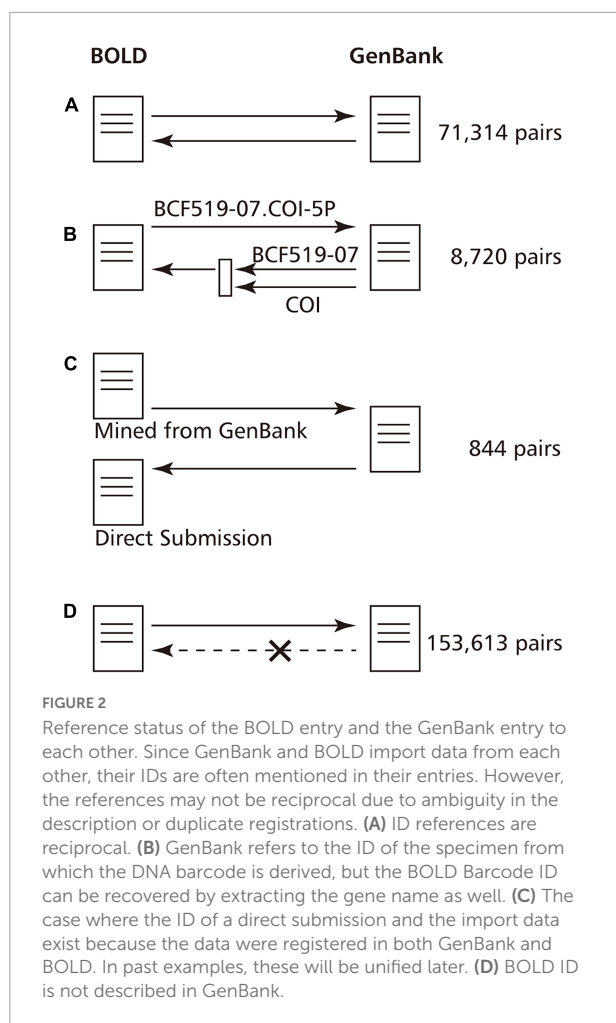 BOLD GenBank
A
71,314 pairs
BCF519-07.COI-5P
B
BCF519-07
8,720 pairs
COI
C
Mined from GenBank
844 pairs
Direct Submission
D
153,613 pairs
FIGURE 2
Reference status of the BOLD entry and the GenBank entry to
each other. Since GenBank and BOLD import data from each
other, their IDs are often mentioned in their entries. However,
the references may not be reciprocal due to ambiguity in the
description or duplicate registrations. (A) ID references are
reciprocal. (B) GenBank refers to the ID of the specimen from
which the DNA barcode is derived, but the BOLD Barcode ID
can be recovered by extracting the gene name as well. (C) The
case where the ID of a direct submission and the import data
exist because the data were registered in both GenBank and
BOLD. In past examples, these will be unified later. (D) BOLD ID
is not described in GenBank.